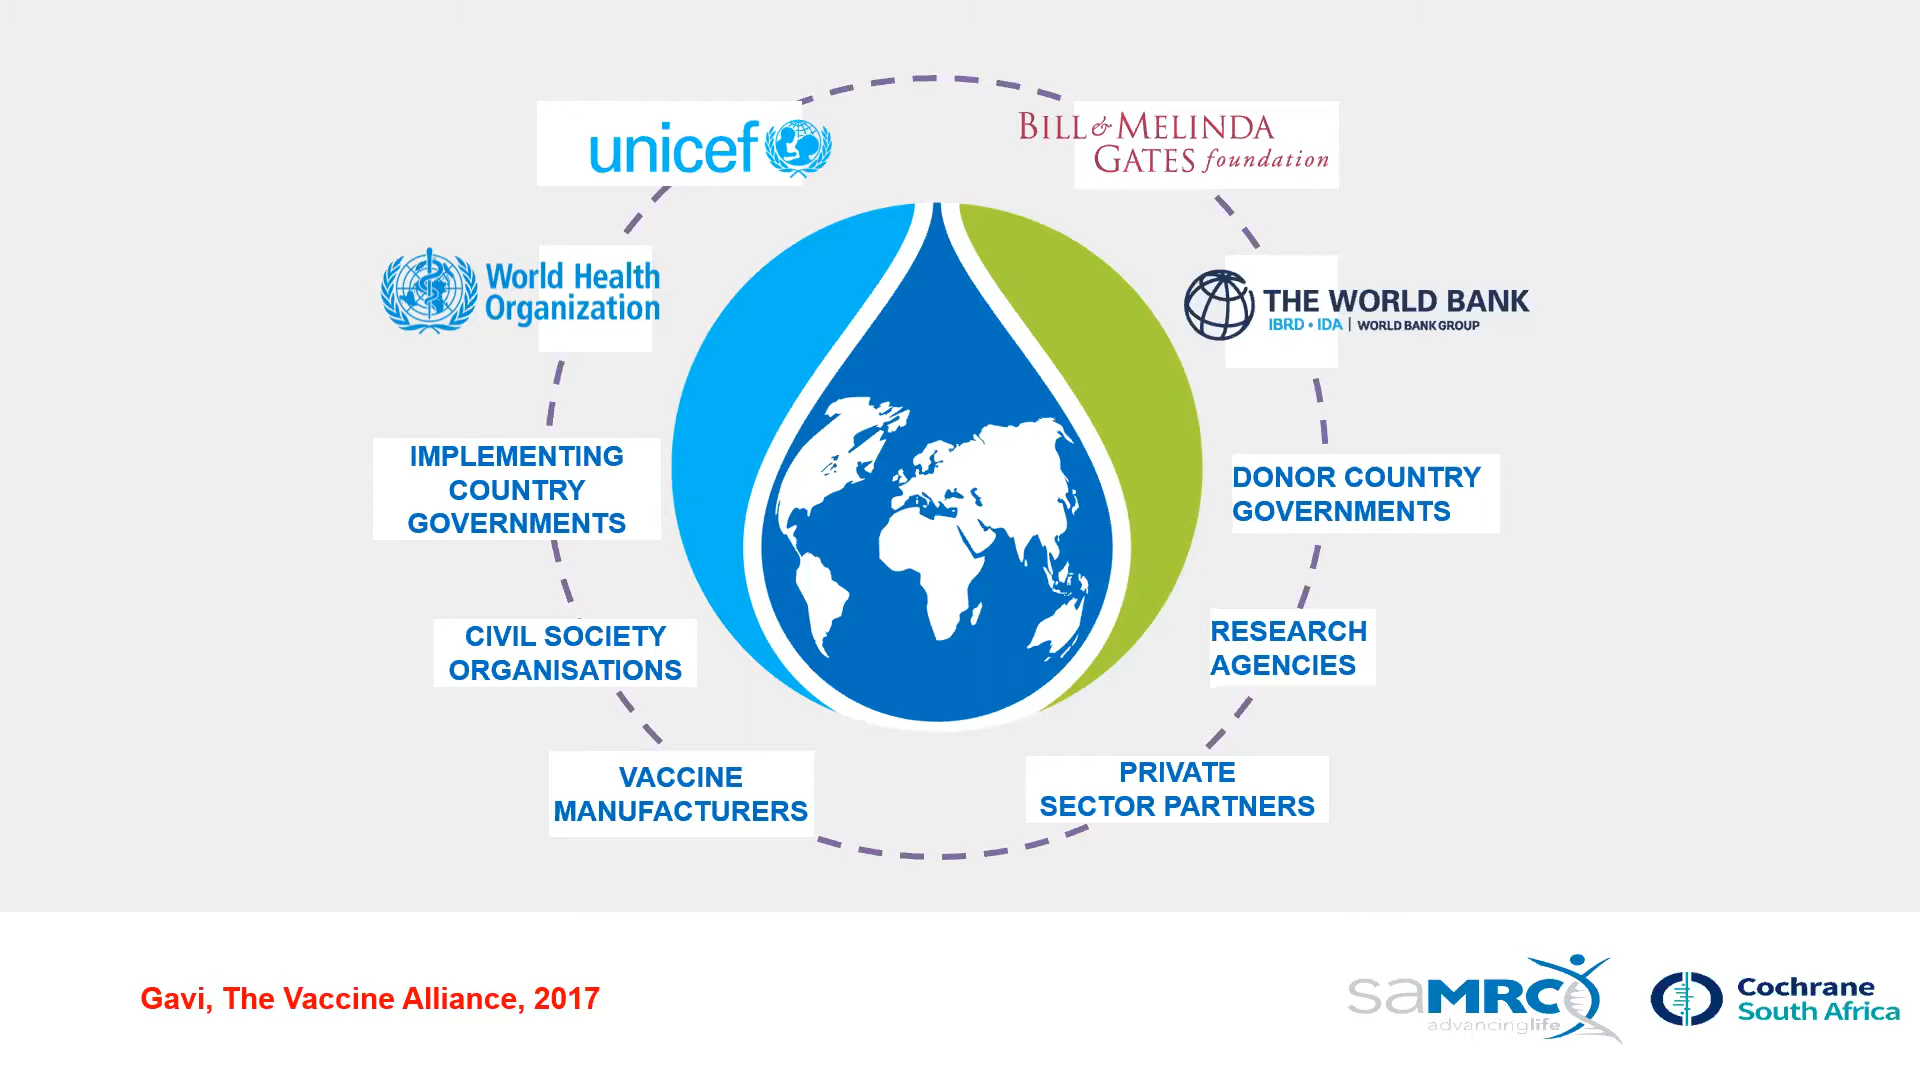 unicef
BILL & MELINDA
GATES foundation
World Health
Organization
THE WORLD BANK
IBRD • IDA | WORLD BANK GROUP
IMPLEMENTING
COUNTRY
GOVERNMENTS
DONOR COUNTRY
GOVERNMENTS
CIVIL SOCIETY
ORGANISATIONS
RESEARCH
AGENCIES
VACCINE
MANUFACTURERS
PRIVATE
SECTOR PARTNERS
Gavi, The Vaccine Alliance, 2017
saMRC
advancinglife
Cochrane
South Africa